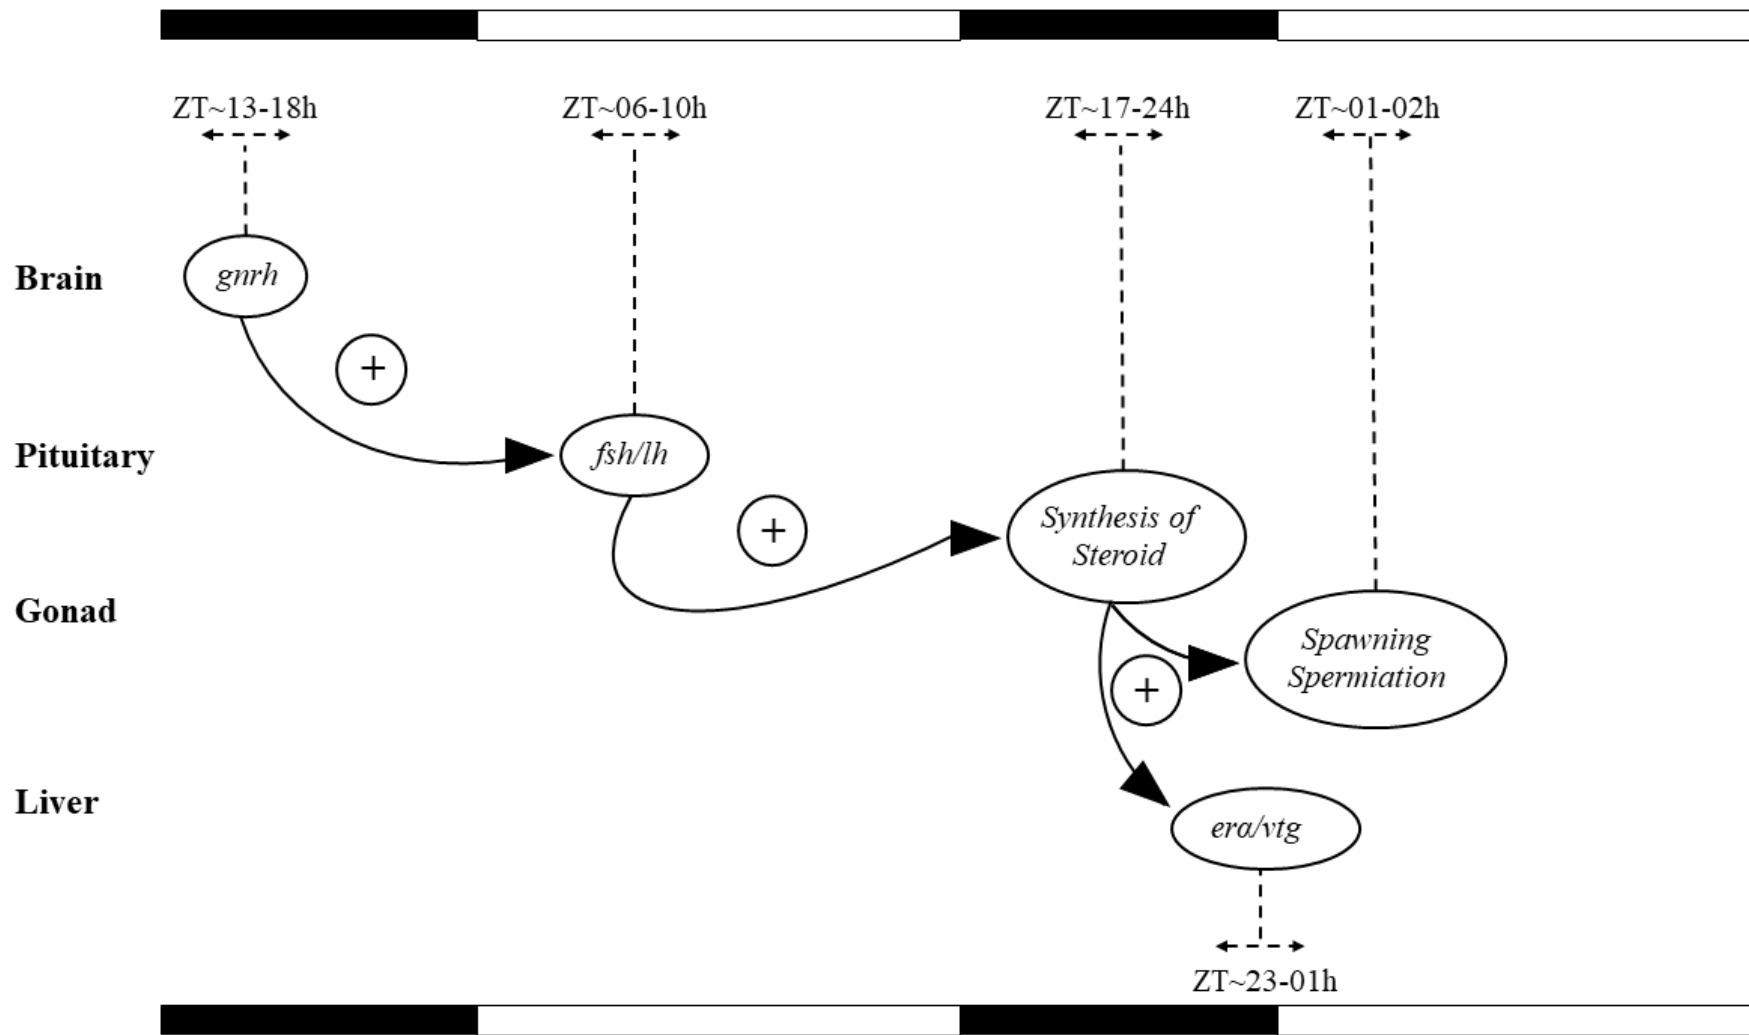 ZT~13-18h
ZT~06-10h
ZT~17-24h
ZT~01-02h
Brain
gnrh
+
Pituitary
fsh/lh
+
Synthesis of
Steroid
Gonad
Spawning
Spermiation
+
Liver
erα/vtg
ZT~23-01h